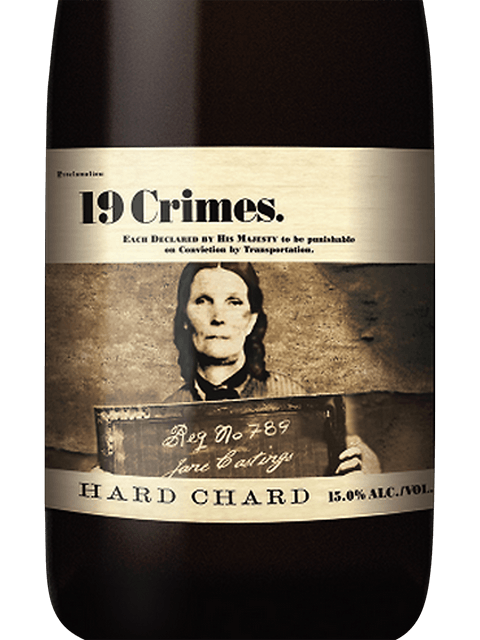 Proclamation
19 Crimes.
Each Declared by His Majesty to be punishable
on Conviction by Transportation.
Reg No 789
Jane Castings
HARD CHARD 15.0% ALC./VOL.